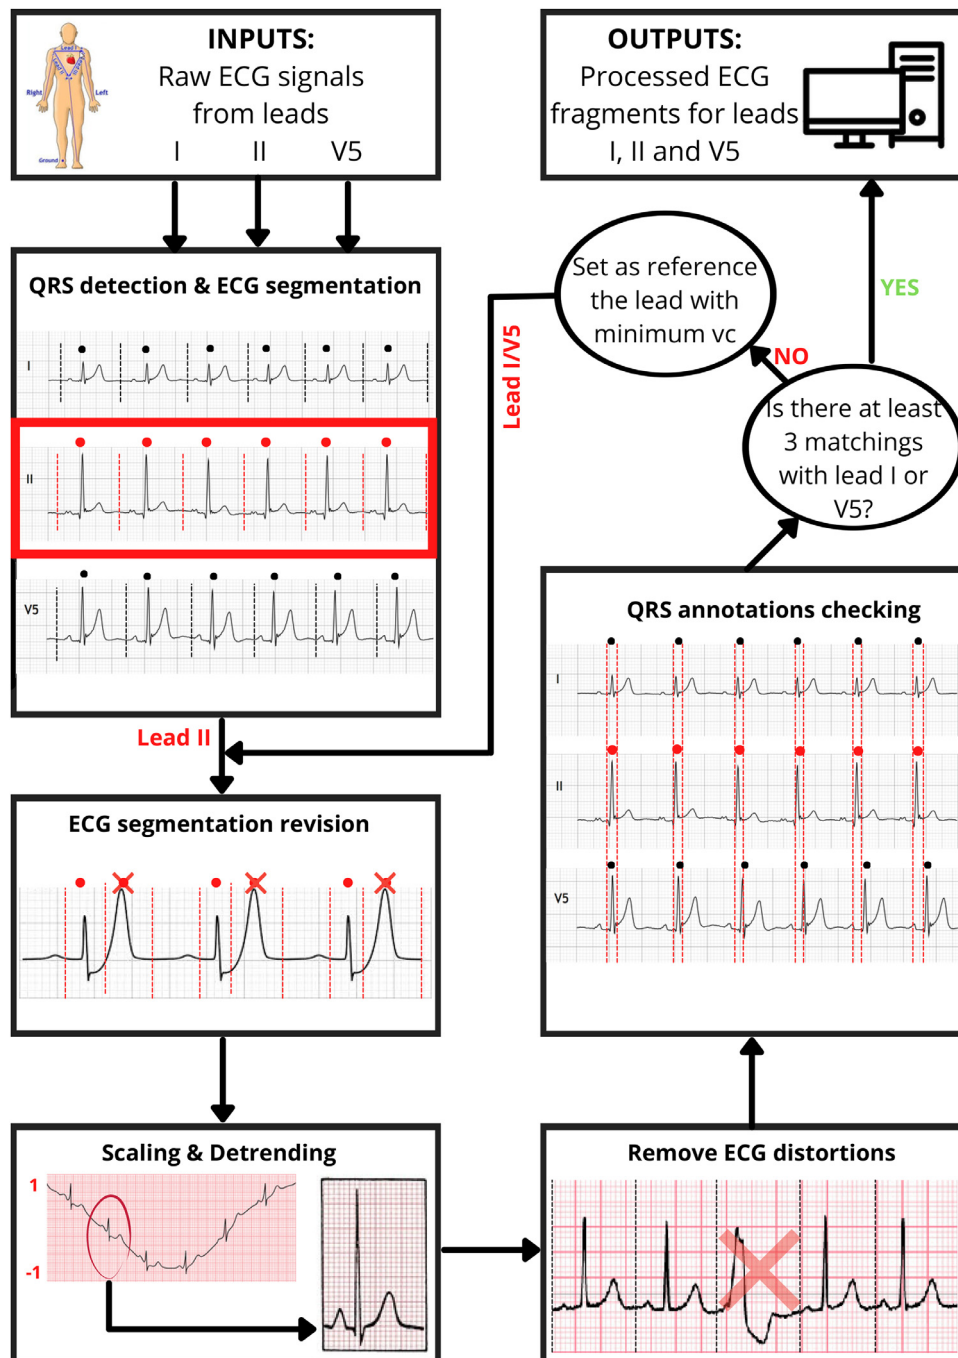 INPUTS:
Raw ECG signals
from leads
I II V5
Lead I
Lead II
Right
Left
Ground
OUTPUTS:
Processed ECG
fragments for leads
I, II and V5
QRS detection & ECG segmentation
I
II
V5
Set as reference
the lead with
minimum vc
Lead I/V5
NO
YES
Is there at least
3 matchings
with lead I or
V5?
Lead II
QRS annotations checking
I
II
V5
ECG segmentation revision
Scaling & Detrending
1
-1
Remove ECG distortions